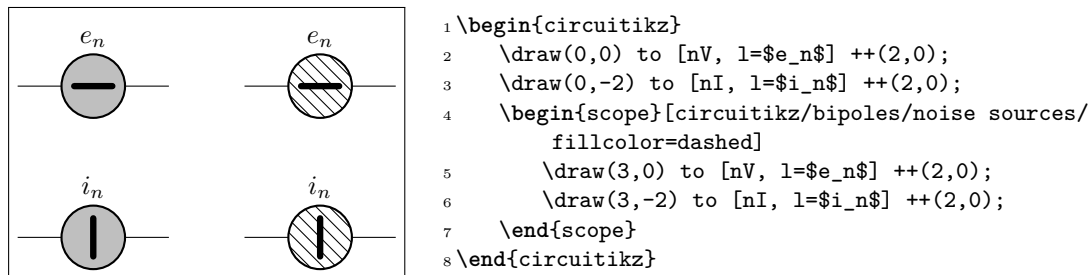 e_n e_n
i_n i_n
1 \begin{circuitikz}
2 \draw(0,0) to [nV, l=$e_n$] ++(2,0);
3 \draw(0,-2) to [nI, l=$i_n$] ++(2,0);
4 \begin{scope}[circuitikz/bipoles/noise sources/
fillcolor=dashed]
5 \draw(3,0) to [nV, l=$e_n$] ++(2,0);
6 \draw(3,-2) to [nI, l=$i_n$] ++(2,0);
7 \end{scope}
8 \end{circuitikz}